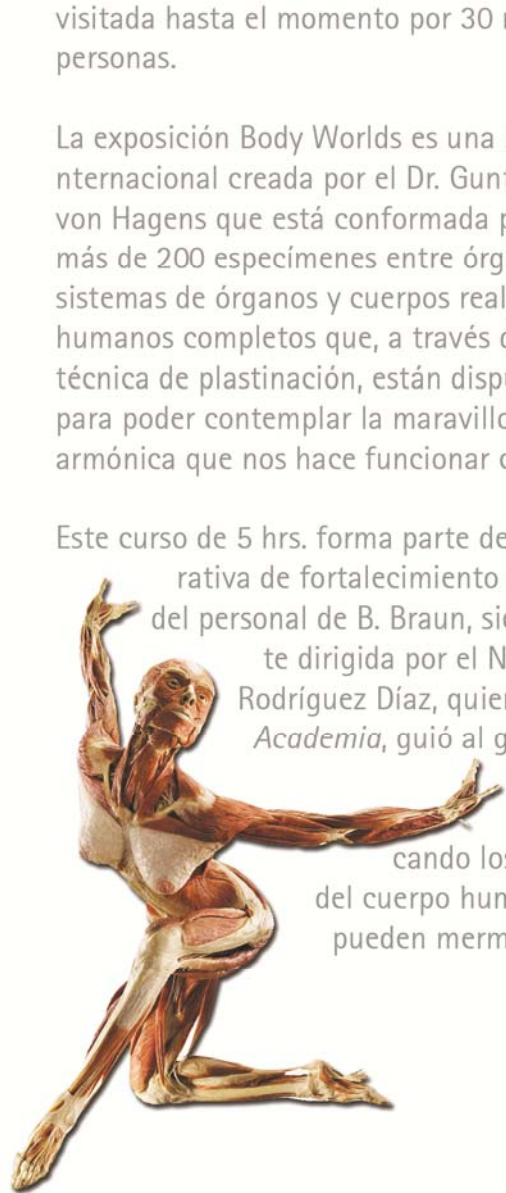 visitada hasta el momento por 30
personas.
La exposición Body Worlds es una
nternacional creada por el Dr. Gunt
von Hagens que está conformada p
más de 200 especímenes entre órg
sistemas de órganos y cuerpos real
humanos completos que, a través
técnica de plastinación, están dispu
para poder contemplar la maravillo
armónica que nos hace funcionar
Este curso de 5 hrs. forma parte de
rativa de fortalecimiento
del personal de B. Braun, sie
te dirigida por el N
Rodríguez Díaz, quien
Academia, guió al g
cando los
del cuerpo hum
pueden merm